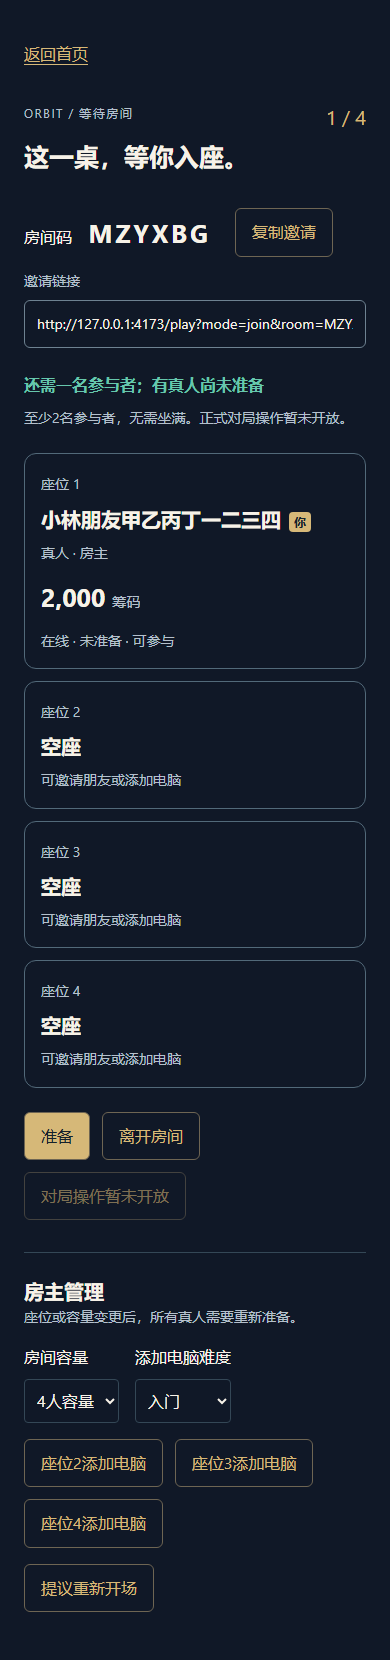 返回首页
ORBIT / 等待房间
1 / 4
这一桌，等你入座。
房间码 MZYXBG 复制邀请
邀请链接
http://127.0.0.1:4173/play?mode=join&room=MZY
还需一名参与者；有真人尚未准备
至少2名参与者，无需坐满。正式对局操作暂未开放。
座位 1
小林朋友甲乙丙丁一二三四 你
真人 · 房主
2,000 筹码
在线 · 未准备 · 可参与
座位 2
空座
可邀请朋友或添加电脑
座位 3
空座
可邀请朋友或添加电脑
座位 4
空座
可邀请朋友或添加电脑
准备 离开房间
对局操作暂未开放
房主管理
座位或容量变更后，所有真人需要重新准备。
房间容量 添加电脑难度
4人容量 入门
座位2添加电脑 座位3添加电脑
座位4添加电脑
提议重新开场